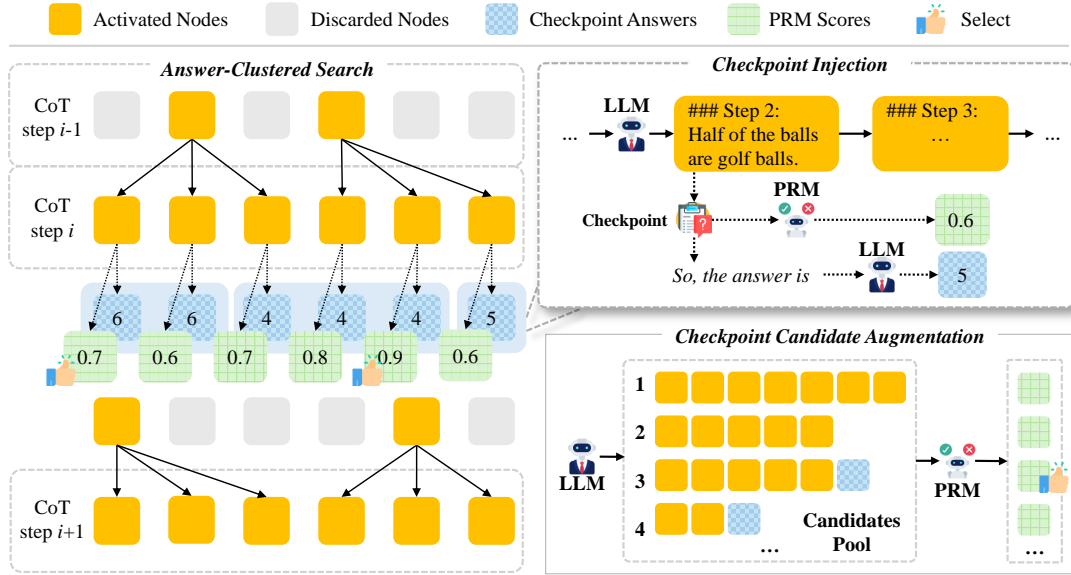 Activated Nodes
Discarded Nodes
Checkpoint Answers
PRM Scores
Select
Answer-Clustered Search
CoT
step i-1
CoT
step i
6
6
4
4
4
5
0.7
0.6
0.7
0.8
0.9
0.6
CoT
step i+1
Checkpoint Injection
...
LLM
### Step 2:
Half of the balls
are golf balls.
### Step 3:
...
...
Checkpoint
PRM
0.6
So, the answer is
LLM
5
Checkpoint Candidate Augmentation
LLM
1
2
3
4
...
Candidates
Pool
PRM
...